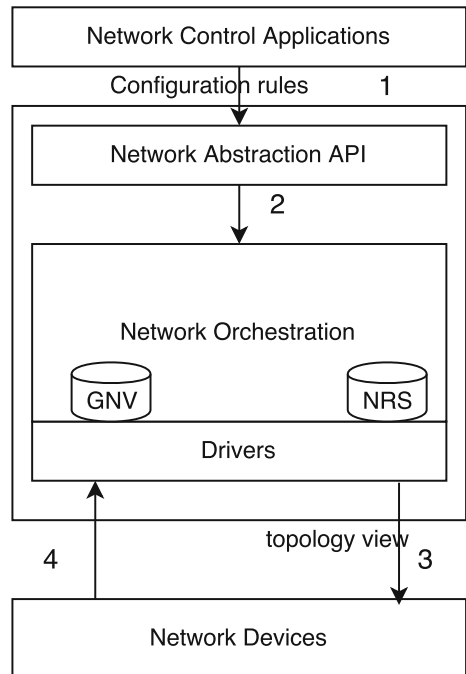 Network Control Applications
Configuration rules 1
Network Abstraction API
2
Network Orchestration
GNV NRS
Drivers
topology view
4 3
Network Devices